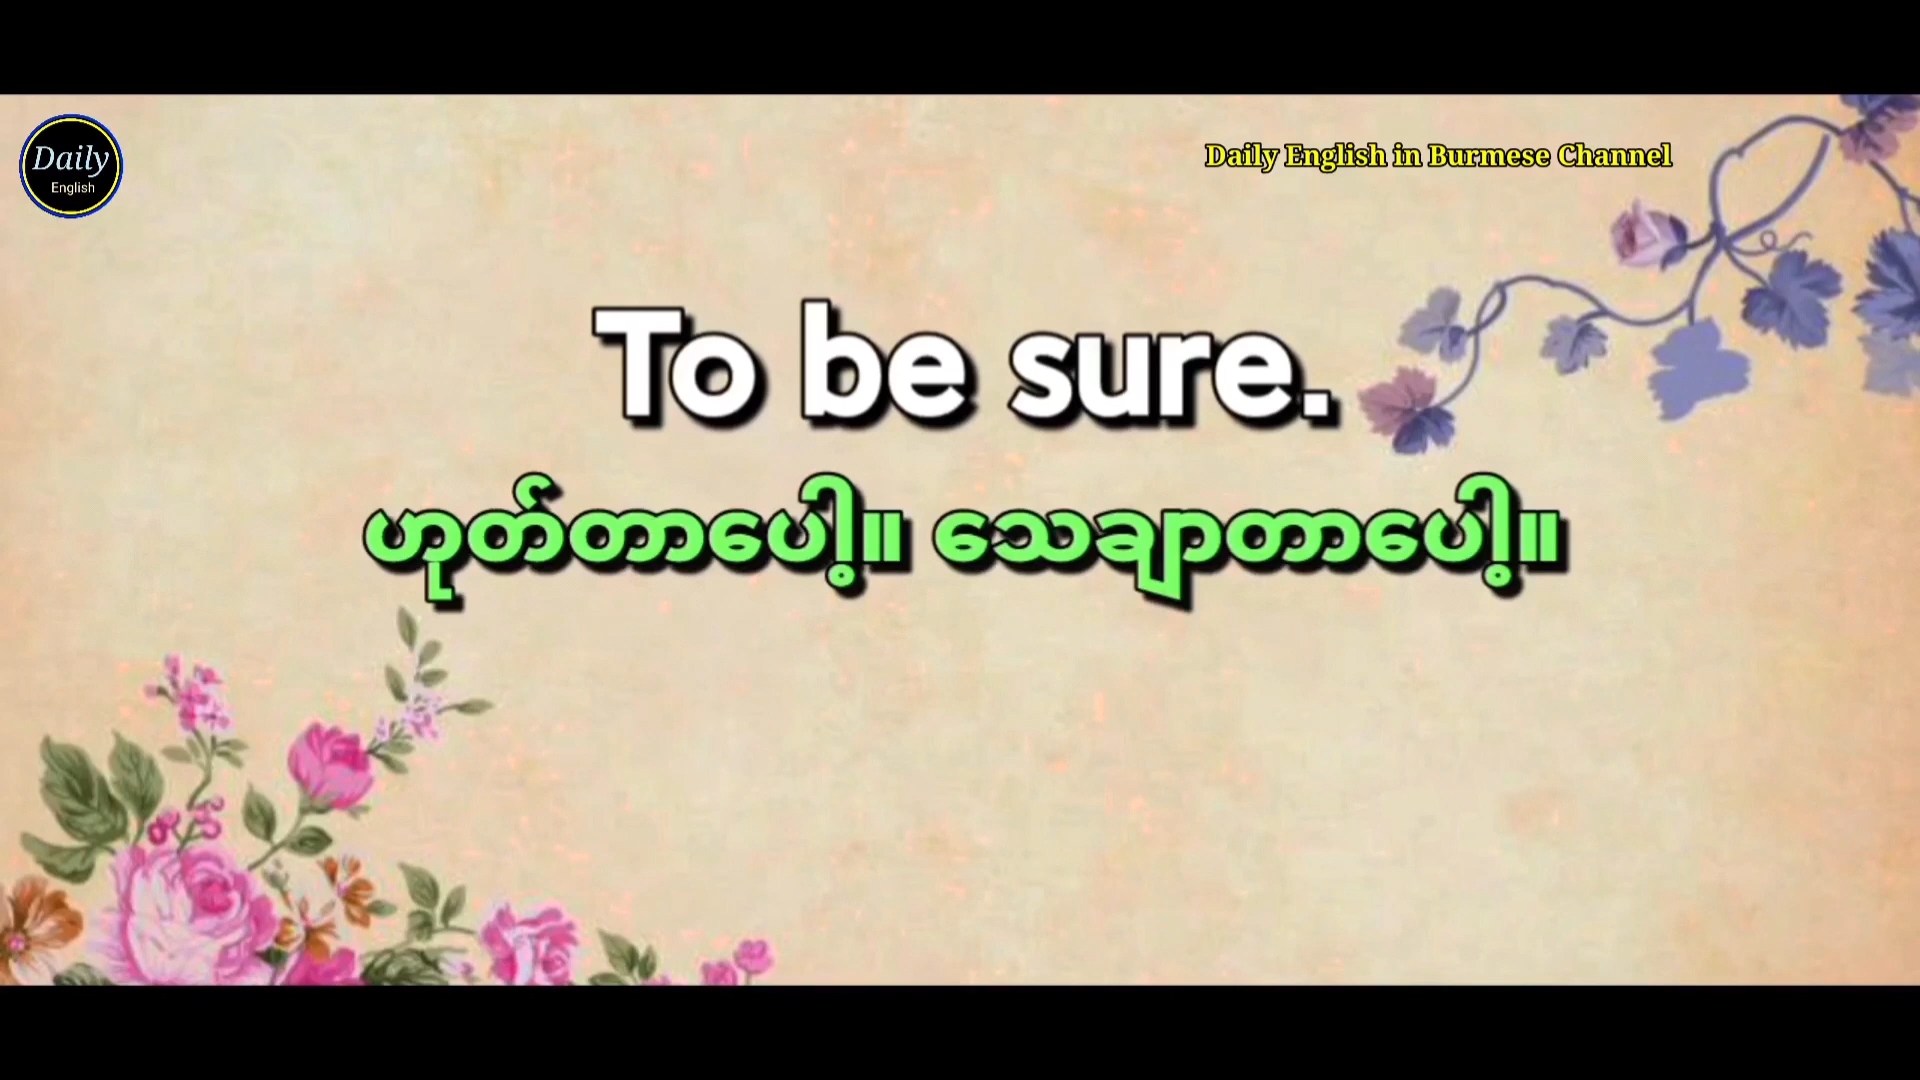 Daily
English
Daily English in Burmese Channel
To be sure.
ဟုတ်တာပေါ့။ သေချာတာပေါ့။